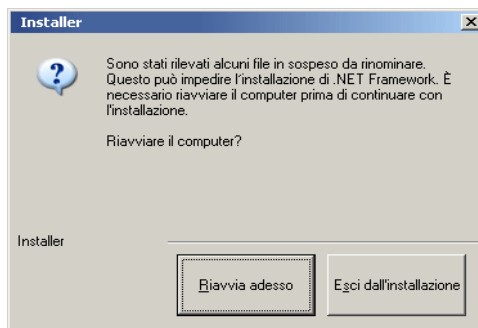 Installer
Sono stati rilevati alcuni file in sospeso da rinominare.
Questo può impedire l'installazione di .NET Framework. È
necessario riavviare il computer prima di continuare con
l'installazione.
Riavviare il computer?
Installer
Riavvia adesso
Esci dall'installazione